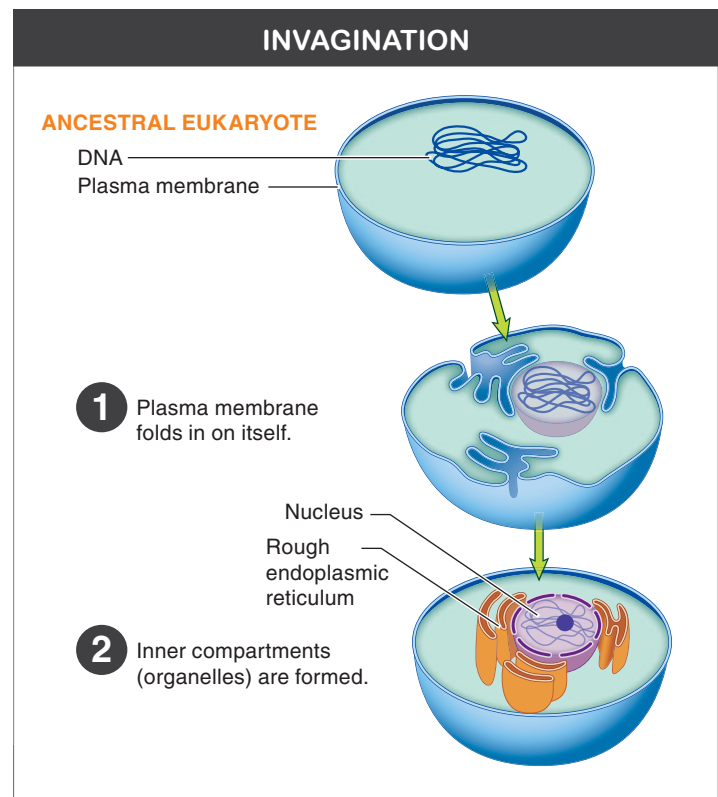 INVAGINATION
ANCESTRAL EUKARYOTE
DNA
Plasma membrane
1
Plasma membrane
folds in on itself.
Nucleus
Rough
endoplasmic
reticulum
2
Inner compartments
(organelles) are formed.